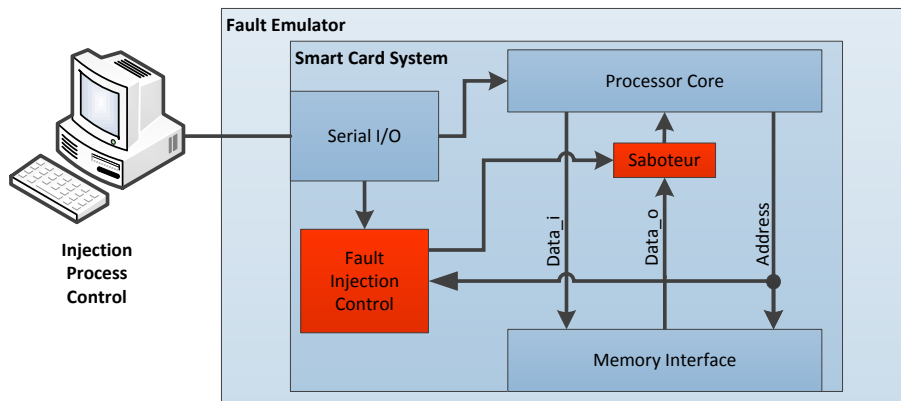 Fault Emulator
Smart Card System
Processor Core
Serial I/O
Saboteur
Data_i
Data_o
Address
Fault
Injection
Control
Injection
Process
Control
Memory Interface